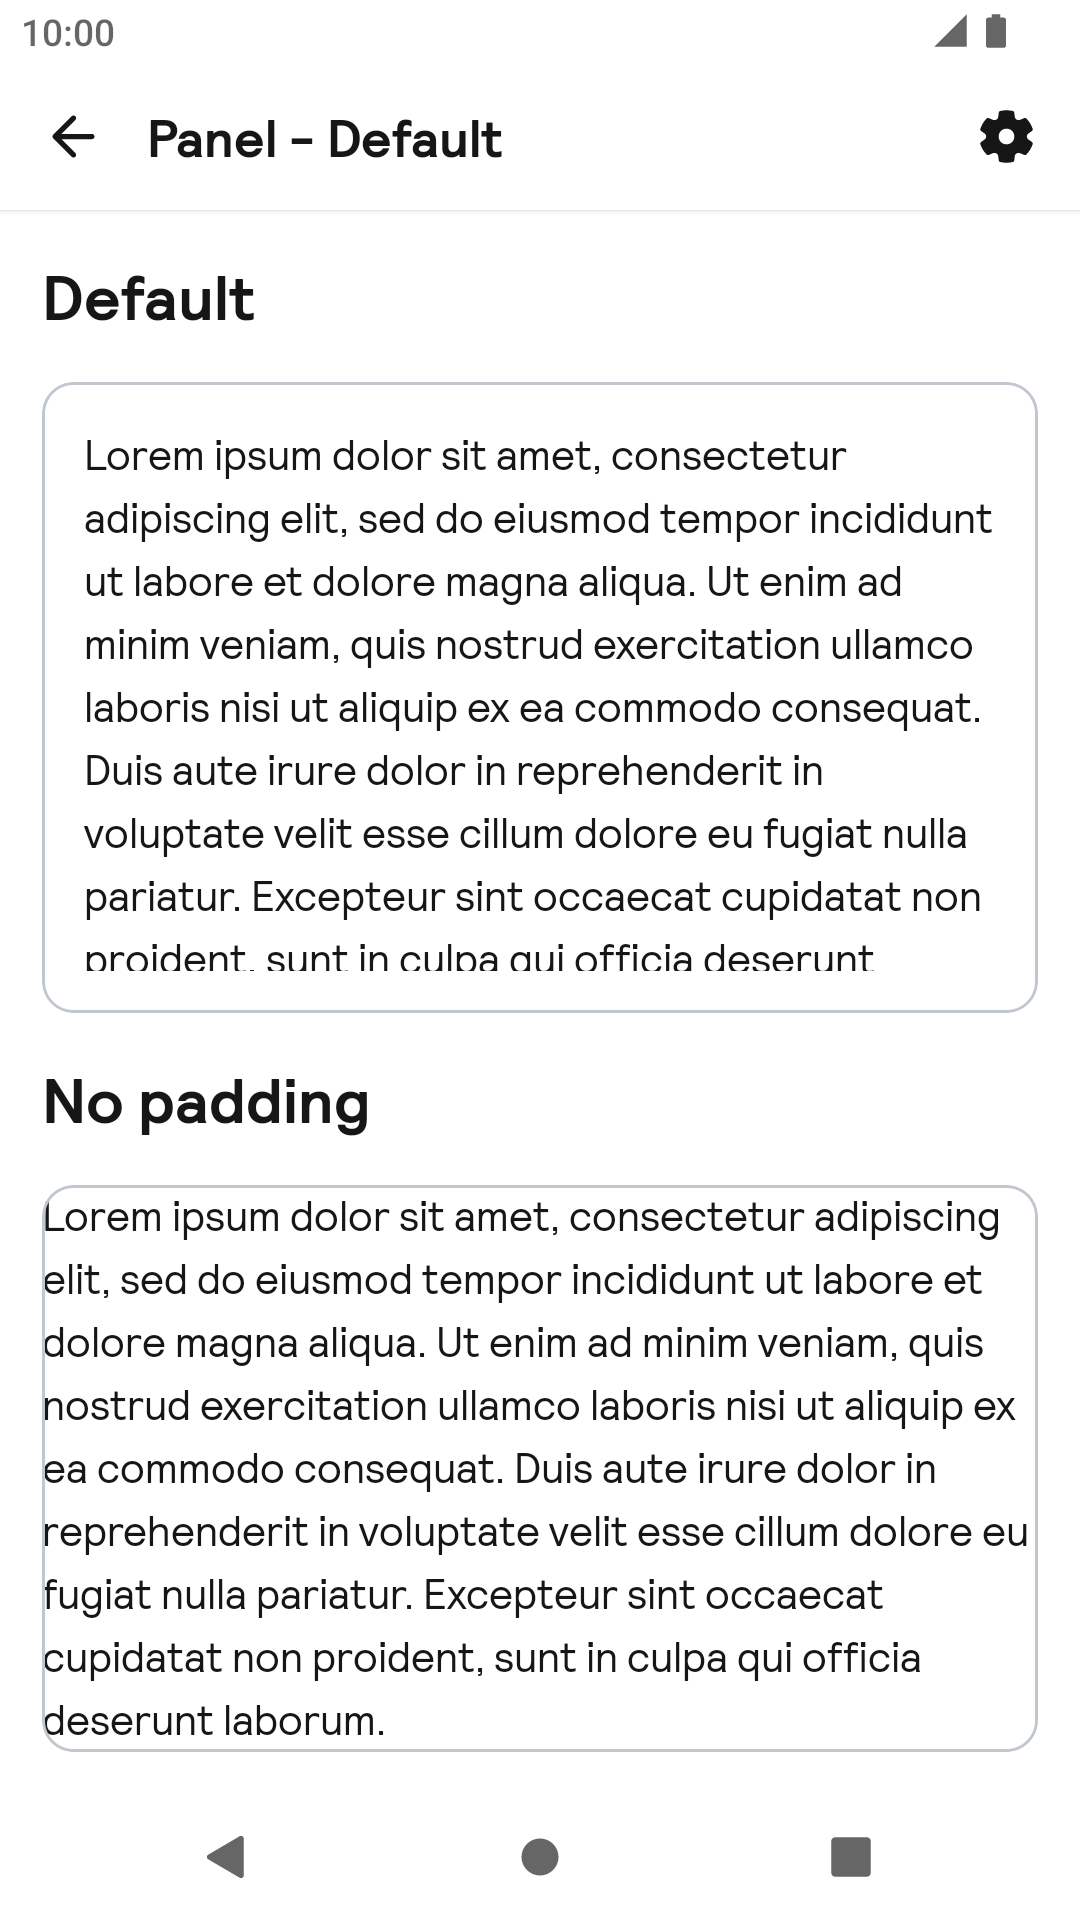 10:00
Panel - Default
Default
Lorem ipsum dolor sit amet, consectetur
adipiscing elit, sed do eiusmod tempor incididunt
ut labore et dolore magna aliqua. Ut enim ad
minim veniam, quis nostrud exercitation ullamco
laboris nisi ut aliquip ex ea commodo consequat.
Duis aute irure dolor in reprehenderit in
voluptate velit esse cillum dolore eu fugiat nulla
pariatur. Excepteur sint occaecat cupidatat non
proident, sunt in culpa qui officia deserunt
No padding
Lorem ipsum dolor sit amet, consectetur adipiscing
elit, sed do eiusmod tempor incididunt ut labore et
dolore magna aliqua. Ut enim ad minim veniam, quis
nostrud exercitation ullamco laboris nisi ut aliquip ex
ea commodo consequat. Duis aute irure dolor in
reprehenderit in voluptate velit esse cillum dolore eu
fugiat nulla pariatur. Excepteur sint occaecat
cupidatat non proident, sunt in culpa qui officia
deserunt laborum.